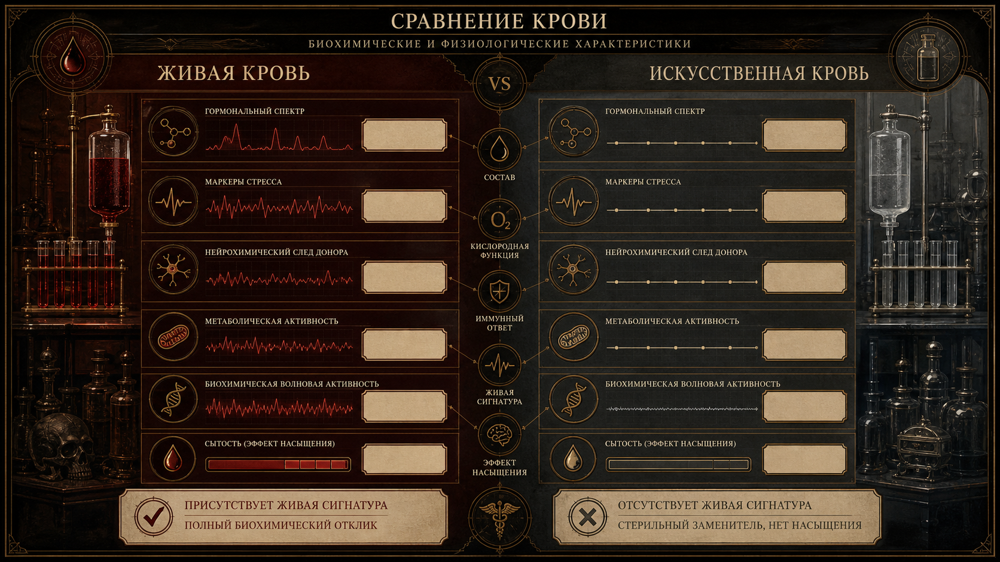 СРАВНЕНИЕ КРОВИ
БИОХИМИЧЕСКИЕ И ФИЗИОЛОГИЧЕСКИЕ ХАРАКТЕРИСТИКИ
ЖИВАЯ КРОВЬ
ГОРМОНАЛЬНЫЙ СПЕКТР
МАРКЕРЫ СТРЕССА
НЕЙРОХИМИЧЕСКИЙ СЛЕД ДОНОРА
МЕТАБОЛИЧЕСКАЯ АКТИВНОСТЬ
БИОХИМИЧЕСКАЯ ВОЛНОВАЯ АКТИВНОСТЬ
СЫТОСТЬ (ЭФФЕКТ НАСЫЩЕНИЯ)
ПРИСУТСТВУЕТ ЖИВАЯ СИГНАТУРА
ПОЛНЫЙ БИОХИМИЧЕСКИЙ ОТКЛИК
VS
СОСТАВ
O₂
КИСЛОРОДНАЯ
ФУНКЦИЯ
ИММУННЫЙ
ОТВЕТ
ЖИВАЯ
СИГНАТУРА
ЭФФЕКТ
НАСЫЩЕНИЯ
ИСКУССТВЕННАЯ КРОВЬ
ГОРМОНАЛЬНЫЙ СПЕКТР
МАРКЕРЫ СТРЕССА
НЕЙРОХИМИЧЕСКИЙ СЛЕД ДОНОРА
МЕТАБОЛИЧЕСКАЯ АКТИВНОСТЬ
БИОХИМИЧЕСКАЯ ВОЛНОВАЯ АКТИВНОСТЬ
СЫТОСТЬ (ЭФФЕКТ НАСЫЩЕНИЯ)
ОТСУТСТВУЕТ ЖИВАЯ СИГНАТУРА
СТЕРИЛЬНЫЙ ЗАМЕНИТЕЛЬ, НЕТ НАСЫЩЕНИЯ